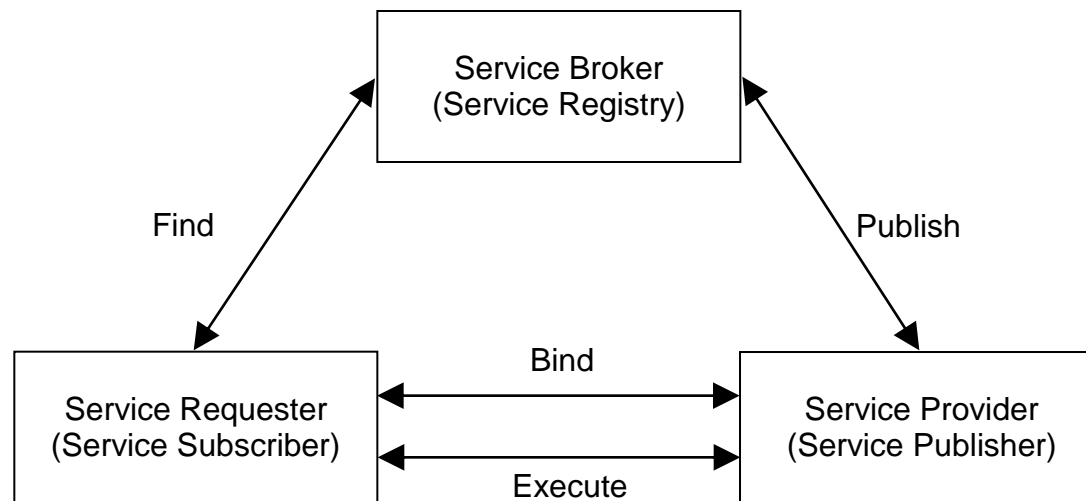 Service Broker
(Service Registry)
Find
Publish
Bind
Service Requester
(Service Subscriber)
Service Provider
(Service Publisher)
Execute